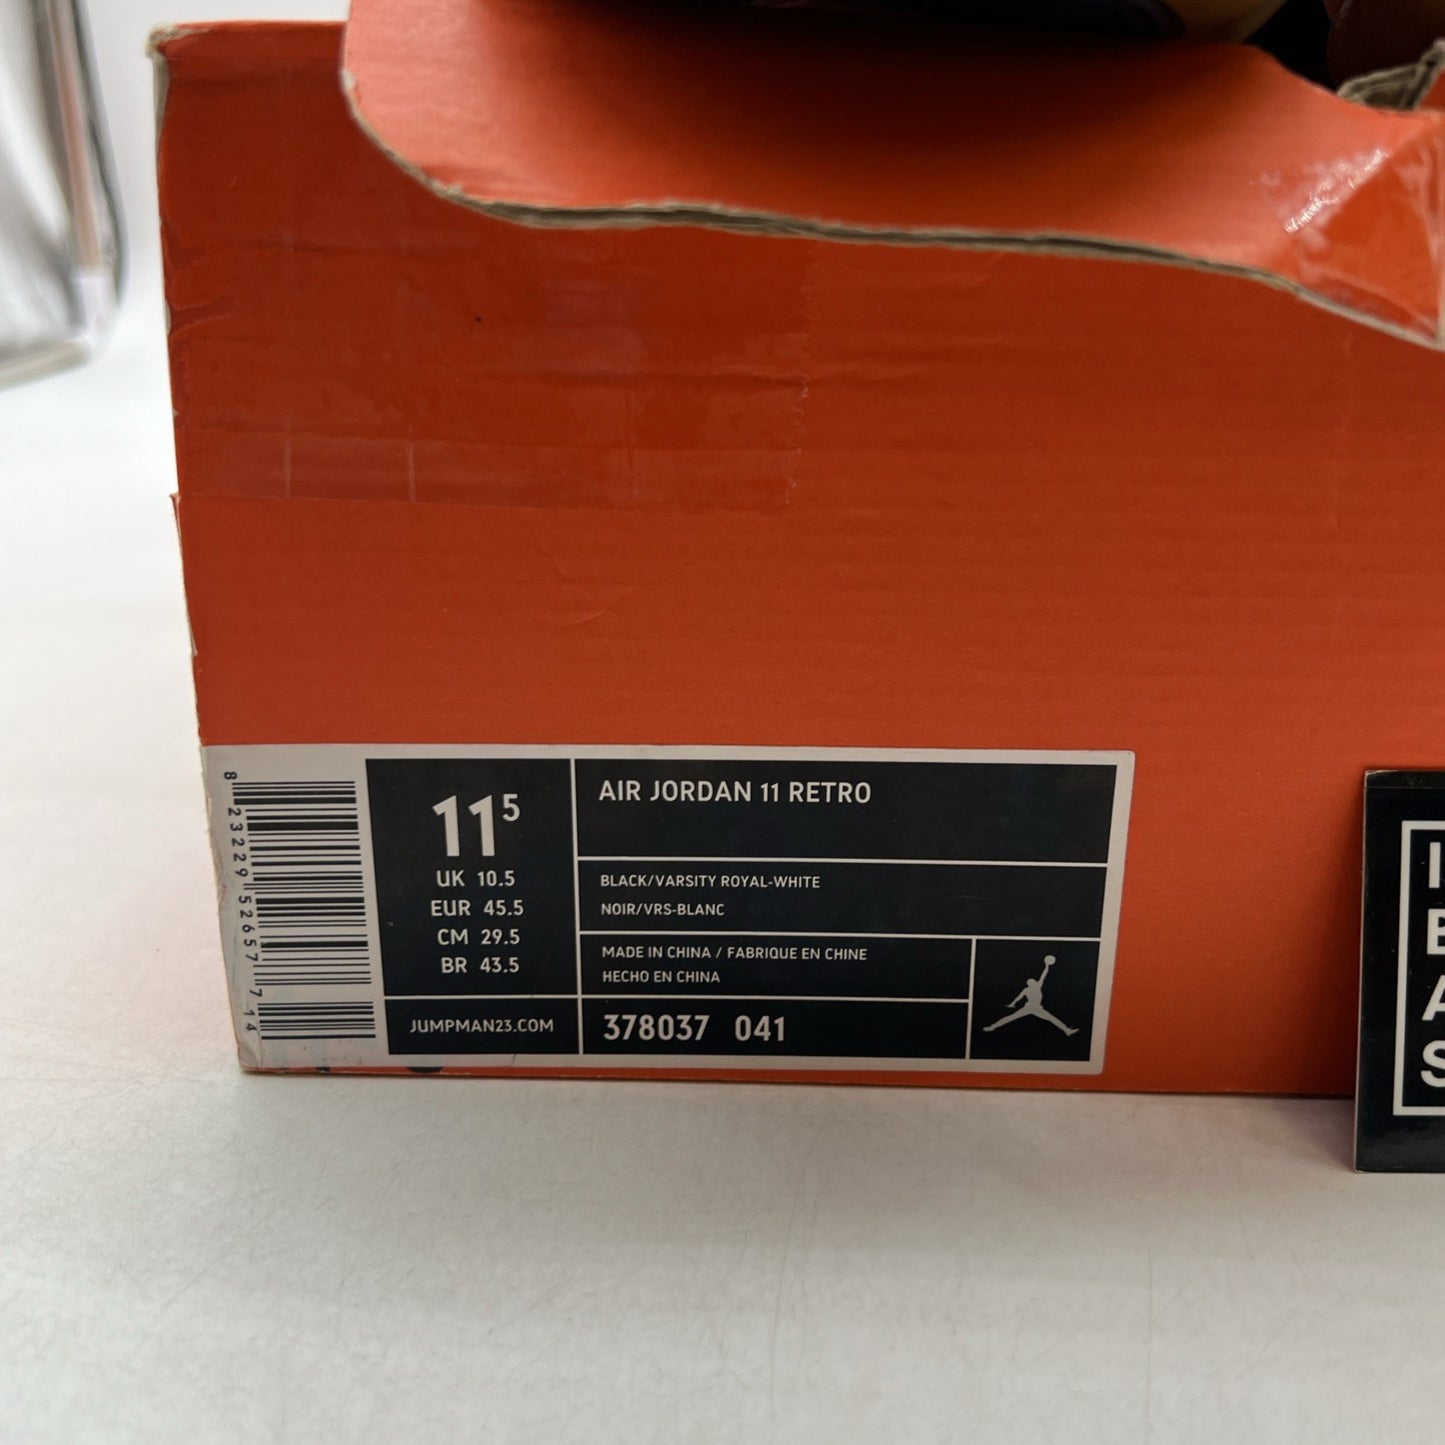 8 23229 52657 7 14
11 5
UK 10.5
EUR 45.5
CM 29.5
BR 43.5
JUMPMAN23.COM
AIR JORDAN 11 RETRO
BLACK/VARSITY ROYAL-WHITE
NOIR/VRS-BLANC
MADE IN CHINA / FABRIQUE EN CHINE
HECHO EN CHINA
378037 041
I
B
A
S